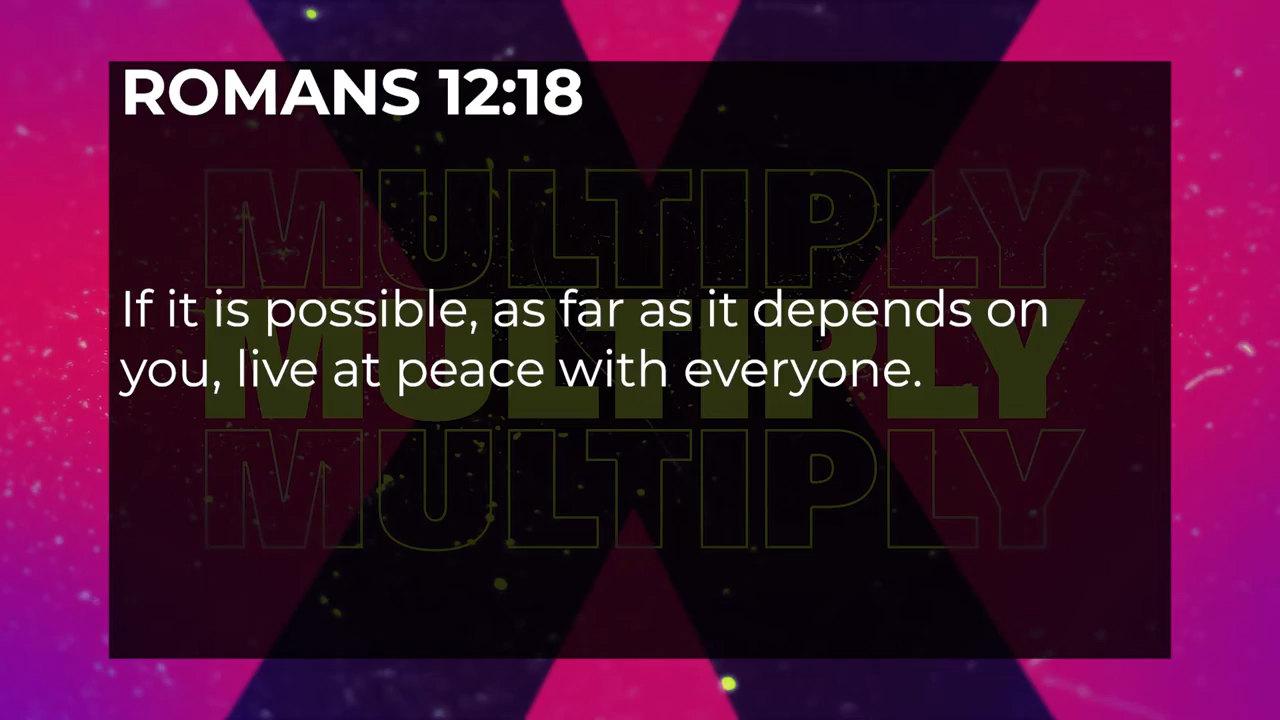 ROMANS 12:18
MULTIPLY
If it is possible, as far as it depends on
MULTIPLY
you, live at peace with everyone.
MULTIPLY